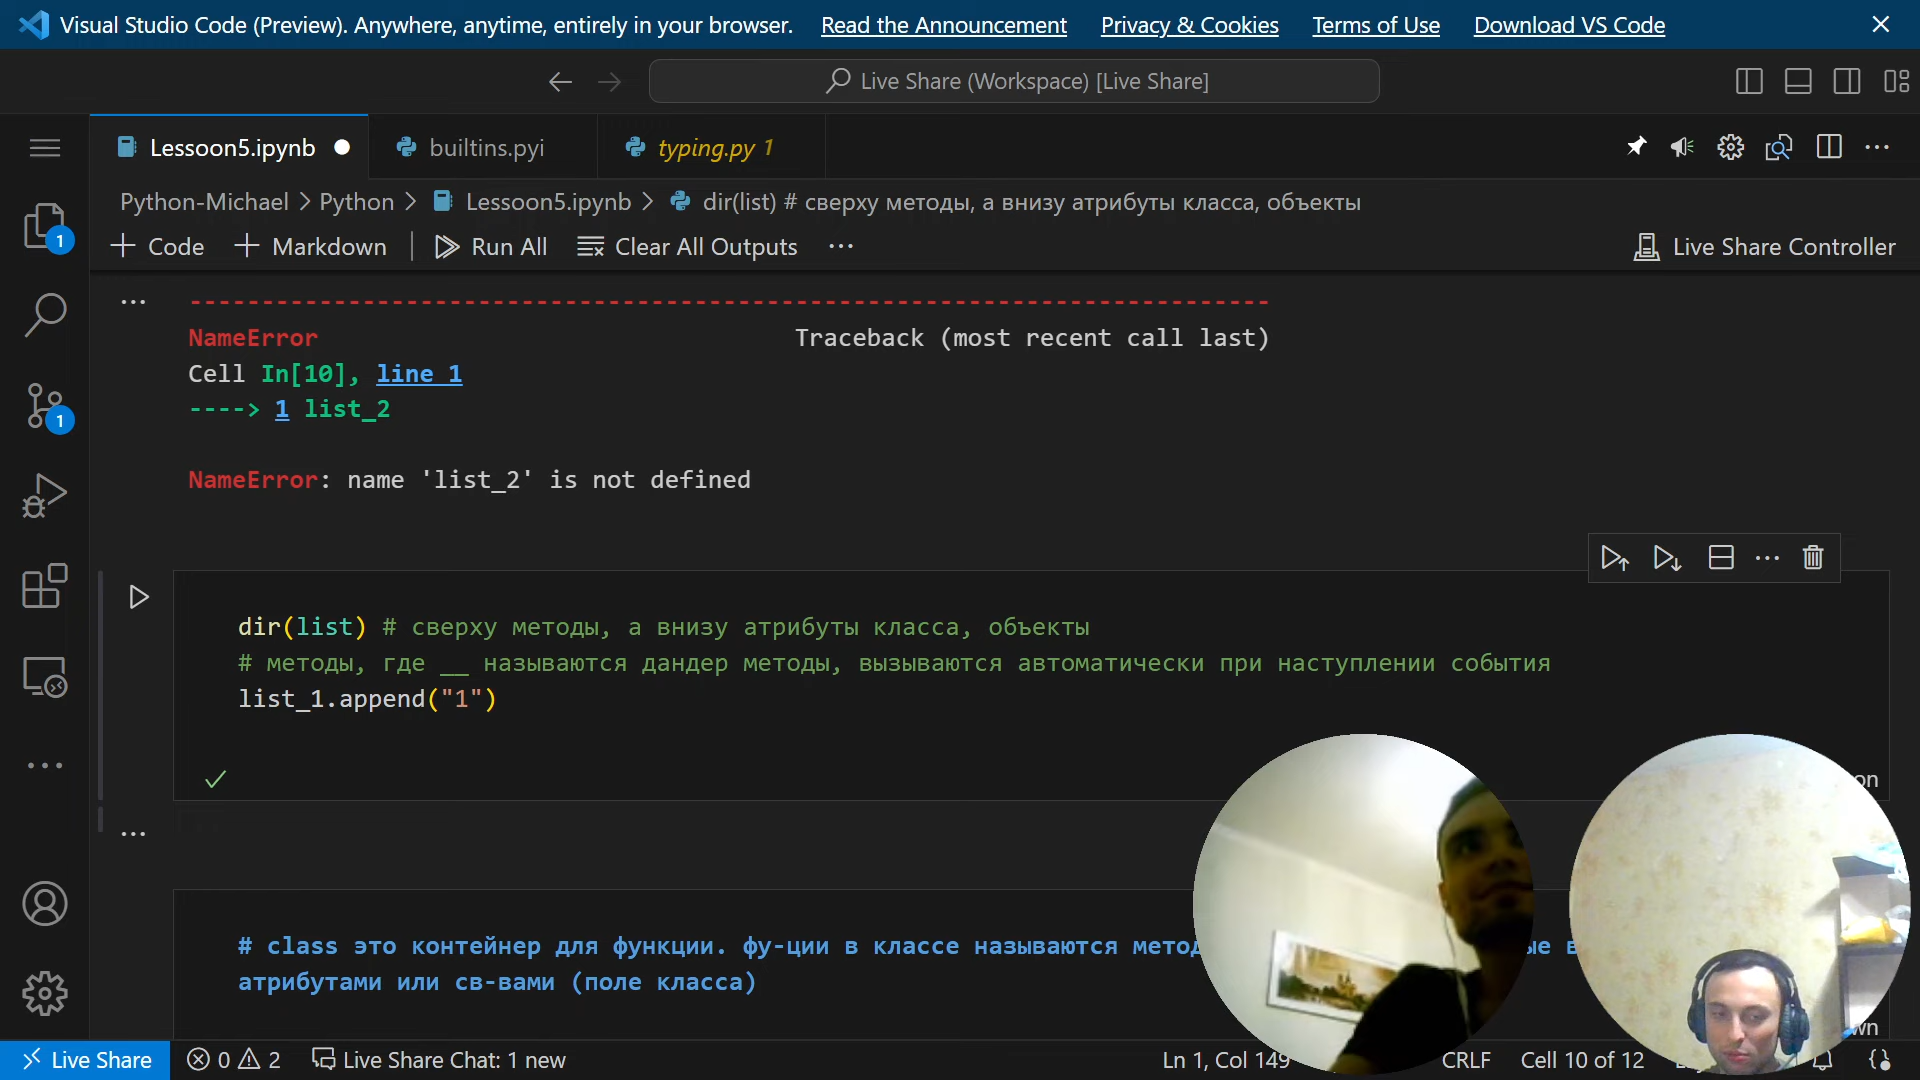 Visual Studio Code (Preview). Anywhere, anytime, entirely in your browser. Read the Announcement Privacy & Cookies Terms of Use Download VS Code
Live Share (Workspace) [Live Share]
Lessoon5.ipynb builtins.pyi typing.py 1
Python-Michael > Python > Lessoon5.ipynb > dir(list) # сверху методы, а внизу атрибуты класса, объекты
+ Code + Markdown Run All Clear All Outputs ... Live Share Controller
1
1
---------------------------------------------------------------------------
NameError Traceback (most recent call last)
Cell In[10], line 1
----> 1 list_2
NameError: name 'list_2' is not defined
dir(list) # сверху методы, а внизу атрибуты класса, объекты
# методы, где __ называются дандер методы, вызываются автоматически при наступлении события
list_1.append("1")
# class это контейнер для функции. фу-ции в классе называются
атрибутами или св-вами (поле класса)
Live Share 0 2 Live Share Chat: 1 new Ln 1, Col 149 CRLF Cell 10 of 12